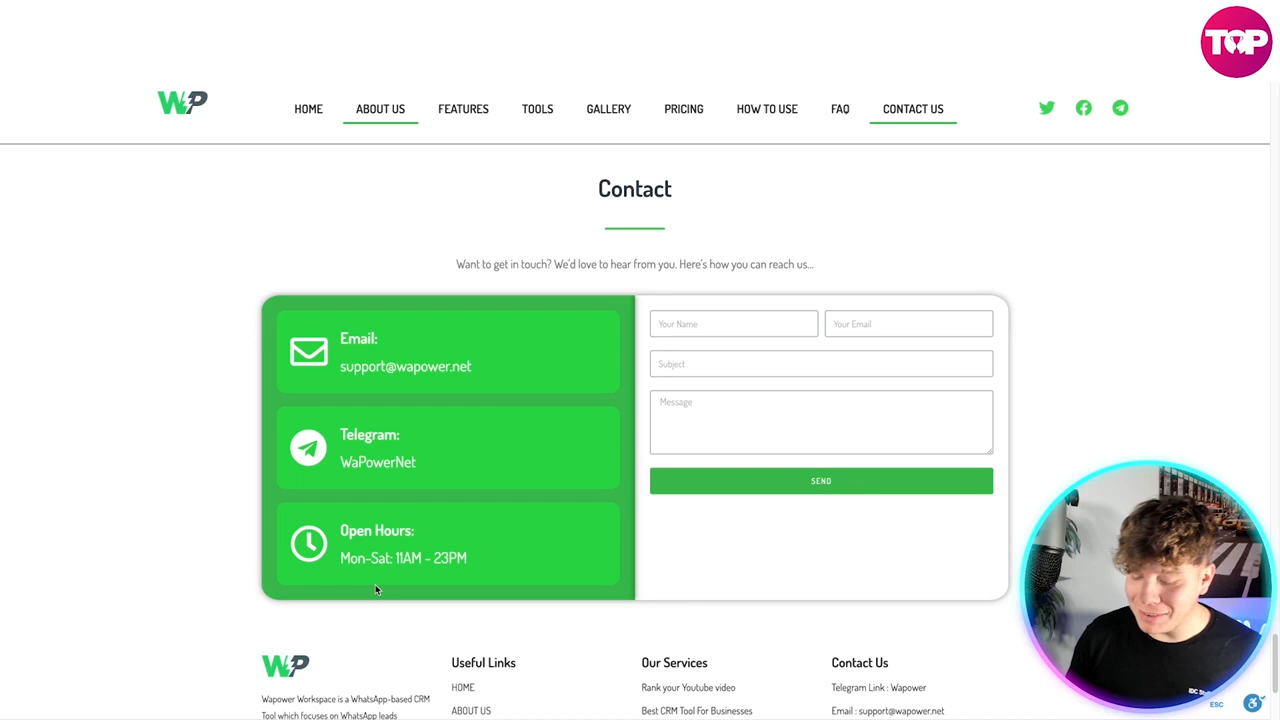 TOP
WP
HOME
ABOUT US
FEATURES
TOOLS
GALLERY
PRICING
HOW TO USE
FAQ
CONTACT US
Contact
Want to get in touch? We'd love to hear from you. Here's how you can reach us...
Email:
support@wapower.net
Telegram:
WaPowerNet
Open Hours:
Mon-Sat: 11AM - 23PM
Your Name
Your Email
Subject
Message
SEND
WP
Wapower Workspace is a WhatsApp-based CRM
Tool which focuses on WhatsApp leads
Useful Links
HOME
ABOUT US
Our Services
Rank your Youtube video
Best CRM Tool For Businesses
Contact Us
Telegram Link : Wapower
Email : support@wapower.net
ESC